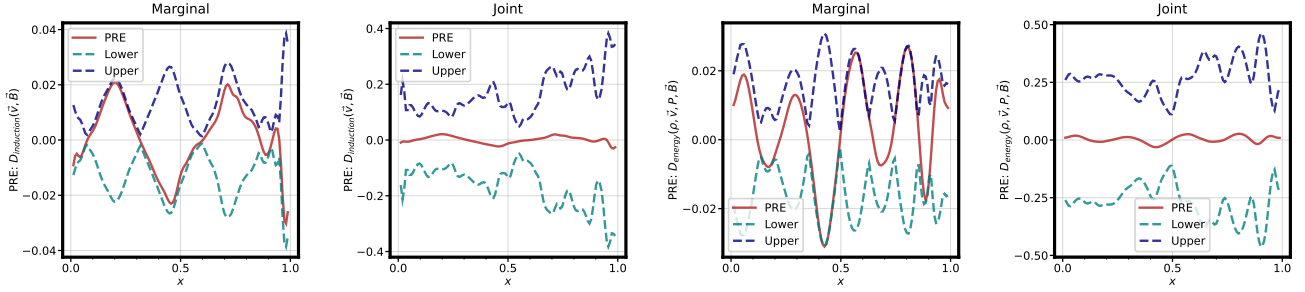 Marginal
PRE: D_induction(v⃗, B⃗)
0.04
0.02
0.00
−0.02
−0.04
PRE
Lower
Upper
0.0
0.5
1.0
x
Joint
PRE: D_induction(v⃗, B⃗)
0.4
0.2
0.0
−0.2
−0.4
PRE
Lower
Upper
0.0
0.5
1.0
x
Marginal
PRE: D_energy(ρ, v⃗, P, B⃗)
0.02
0.00
−0.02
PRE
Lower
Upper
0.0
0.5
1.0
x
Joint
PRE: D_energy(ρ, v⃗, P, B⃗)
0.50
0.25
0.00
−0.25
−0.50
PRE
Lower
Upper
0.0
0.5
1.0
x